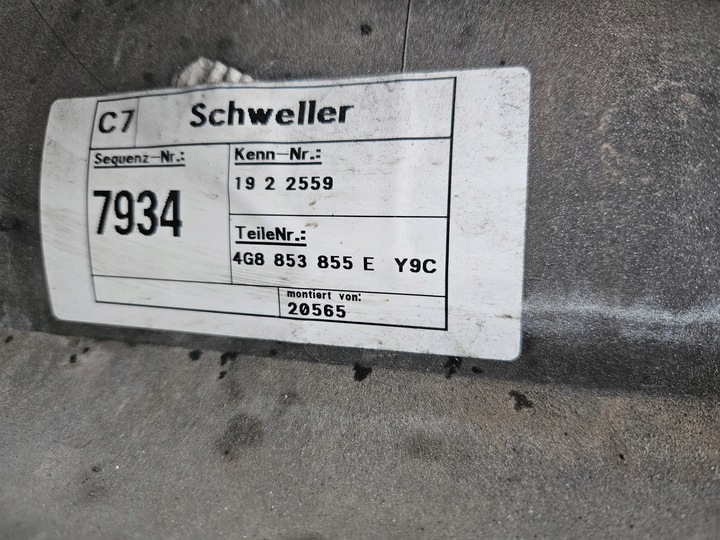 C7 Schweller
Sequenz-Nr.:
7934
Kenn-Nr.:
19 2 2559
TeileNr.:
4G8 853 855 E Y9C
montiert von:
20565